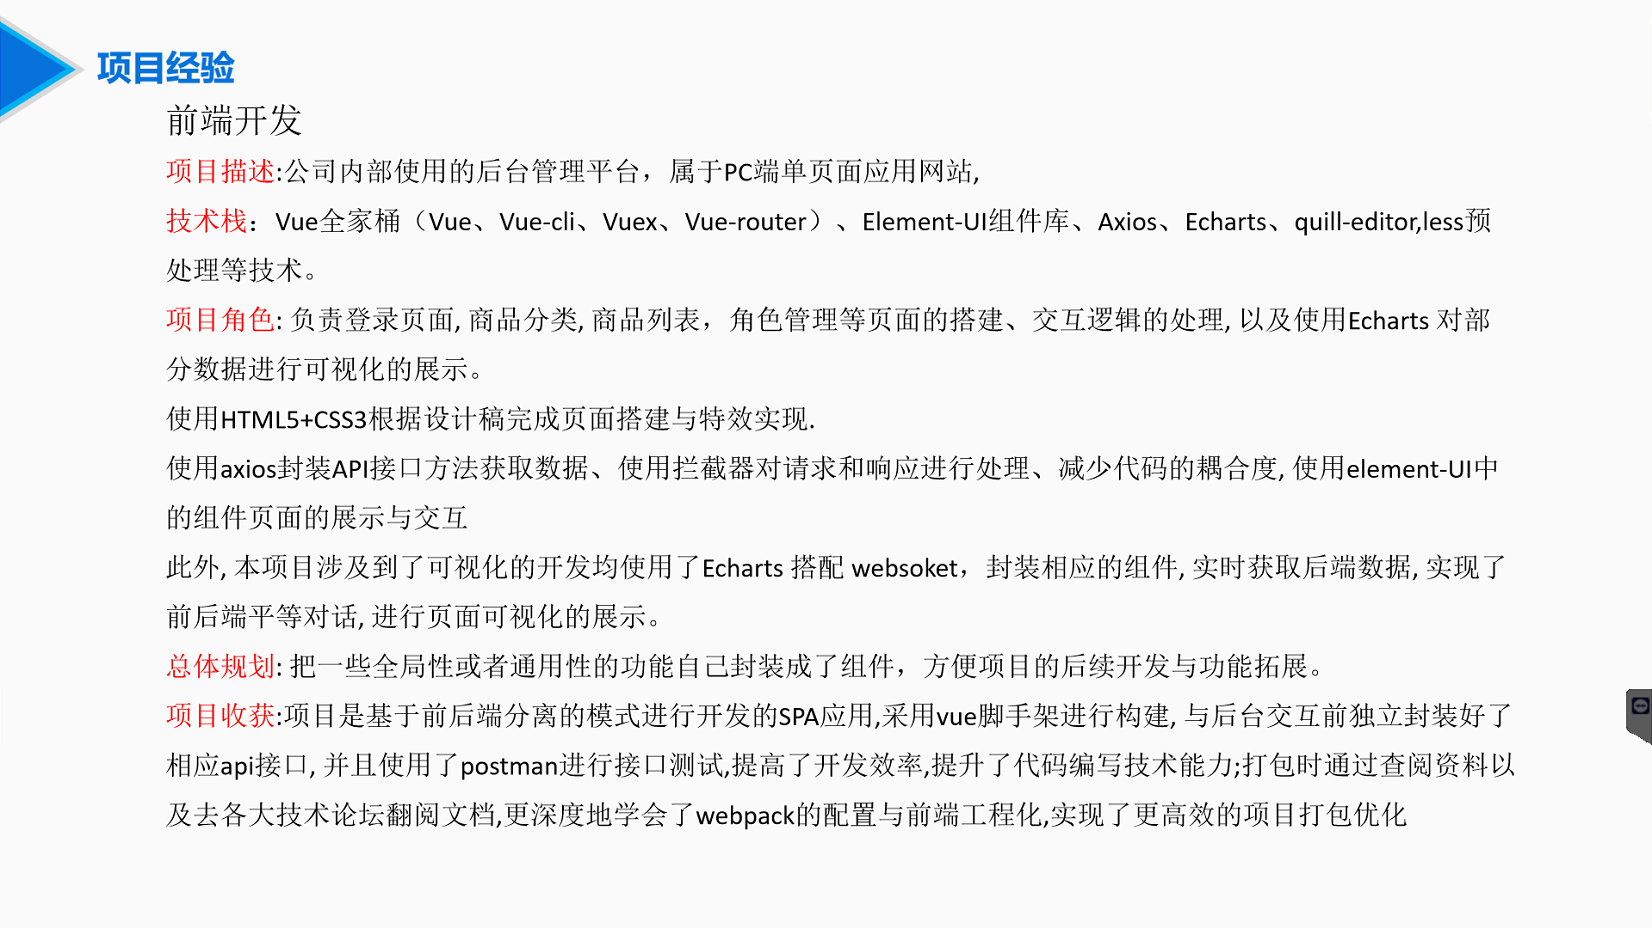 项目经验
前端开发
项目描述:公司内部使用的后台管理平台，属于PC端单页面应用网站,
技术栈：Vue全家桶（Vue、Vue-cli、Vuex、Vue-router）、Element-UI组件库、Axios、Echarts、quill-editor,less预
处理等技术。
项目角色: 负责登录页面, 商品分类, 商品列表，角色管理等页面的搭建、交互逻辑的处理, 以及使用Echarts 对部
分数据进行可视化的展示。
使用HTML5+CSS3根据设计稿完成页面搭建与特效实现.
使用axios封装API接口方法获取数据、使用拦截器对请求和响应进行处理、减少代码的耦合度, 使用element-UI中
的组件页面的展示与交互
此外, 本项目涉及到了可视化的开发均使用了Echarts 搭配 websoket，封装相应的组件, 实时获取后端数据, 实现了
前后端平等对话, 进行页面可视化的展示。
总体规划: 把一些全局性或者通用性的功能自己封装成了组件，方便项目的后续开发与功能拓展。
项目收获:项目是基于前后端分离的模式进行开发的SPA应用,采用vue脚手架进行构建, 与后台交互前独立封装好了
相应api接口, 并且使用了postman进行接口测试,提高了开发效率,提升了代码编写技术能力;打包时通过查阅资料以
及去各大技术论坛翻阅文档,更深度地学会了webpack的配置与前端工程化,实现了更高效的项目打包优化